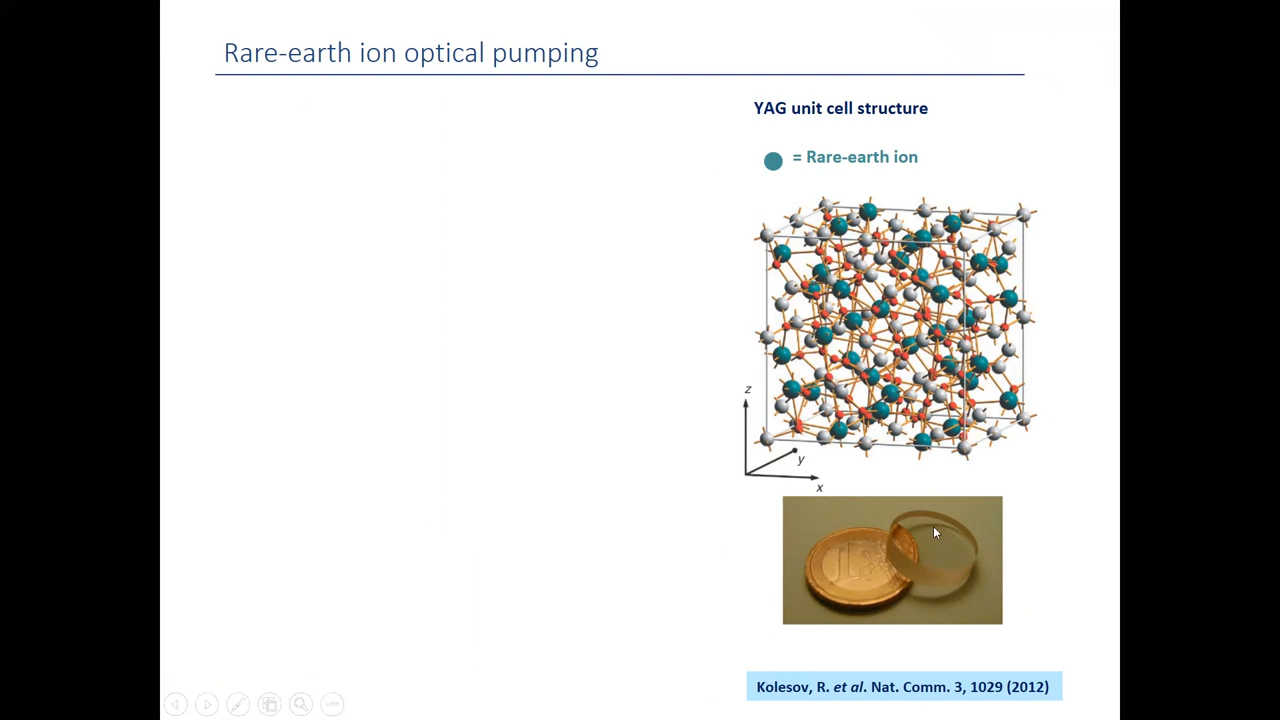 Rare-earth ion optical pumping
YAG unit cell structure
= Rare-earth ion
z
y
x
Kolesov, R. et al. Nat. Comm. 3, 1029 (2012)